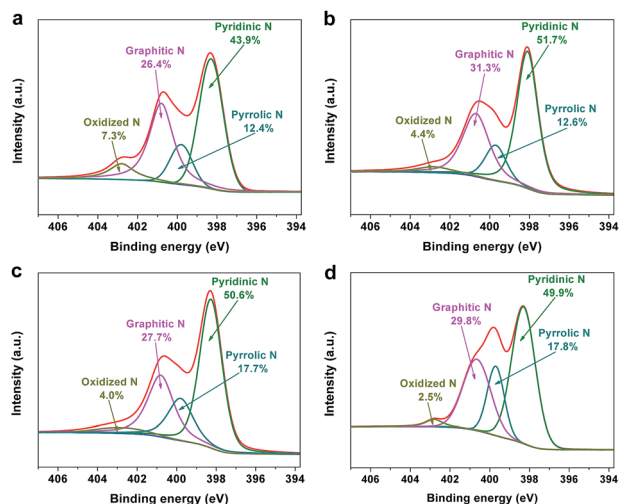 a
Pyridinic N
43.9%
Graphitic N
26.4%
Pyrrolic N
12.4%
Oxidized N
7.3%
Intensity (a.u.)
406 404 402 400 398 396 394
Binding energy (eV)
b
Pyridinic N
51.7%
Graphitic N
31.3%
Pyrrolic N
12.6%
Oxidized N
4.4%
Intensity (a.u.)
406 404 402 400 398 396 394
Binding energy (eV)
c
Pyridinic N
50.6%
Graphitic N
27.7%
Pyrrolic N
17.7%
Oxidized N
4.0%
Intensity (a.u.)
406 404 402 400 398 396 394
Binding energy (eV)
d
Pyridinic N
49.9%
Graphitic N
29.8%
Pyrrolic N
17.8%
Oxidized N
2.5%
Intensity (a.u.)
406 404 402 400 398 396 394
Binding energy (eV)